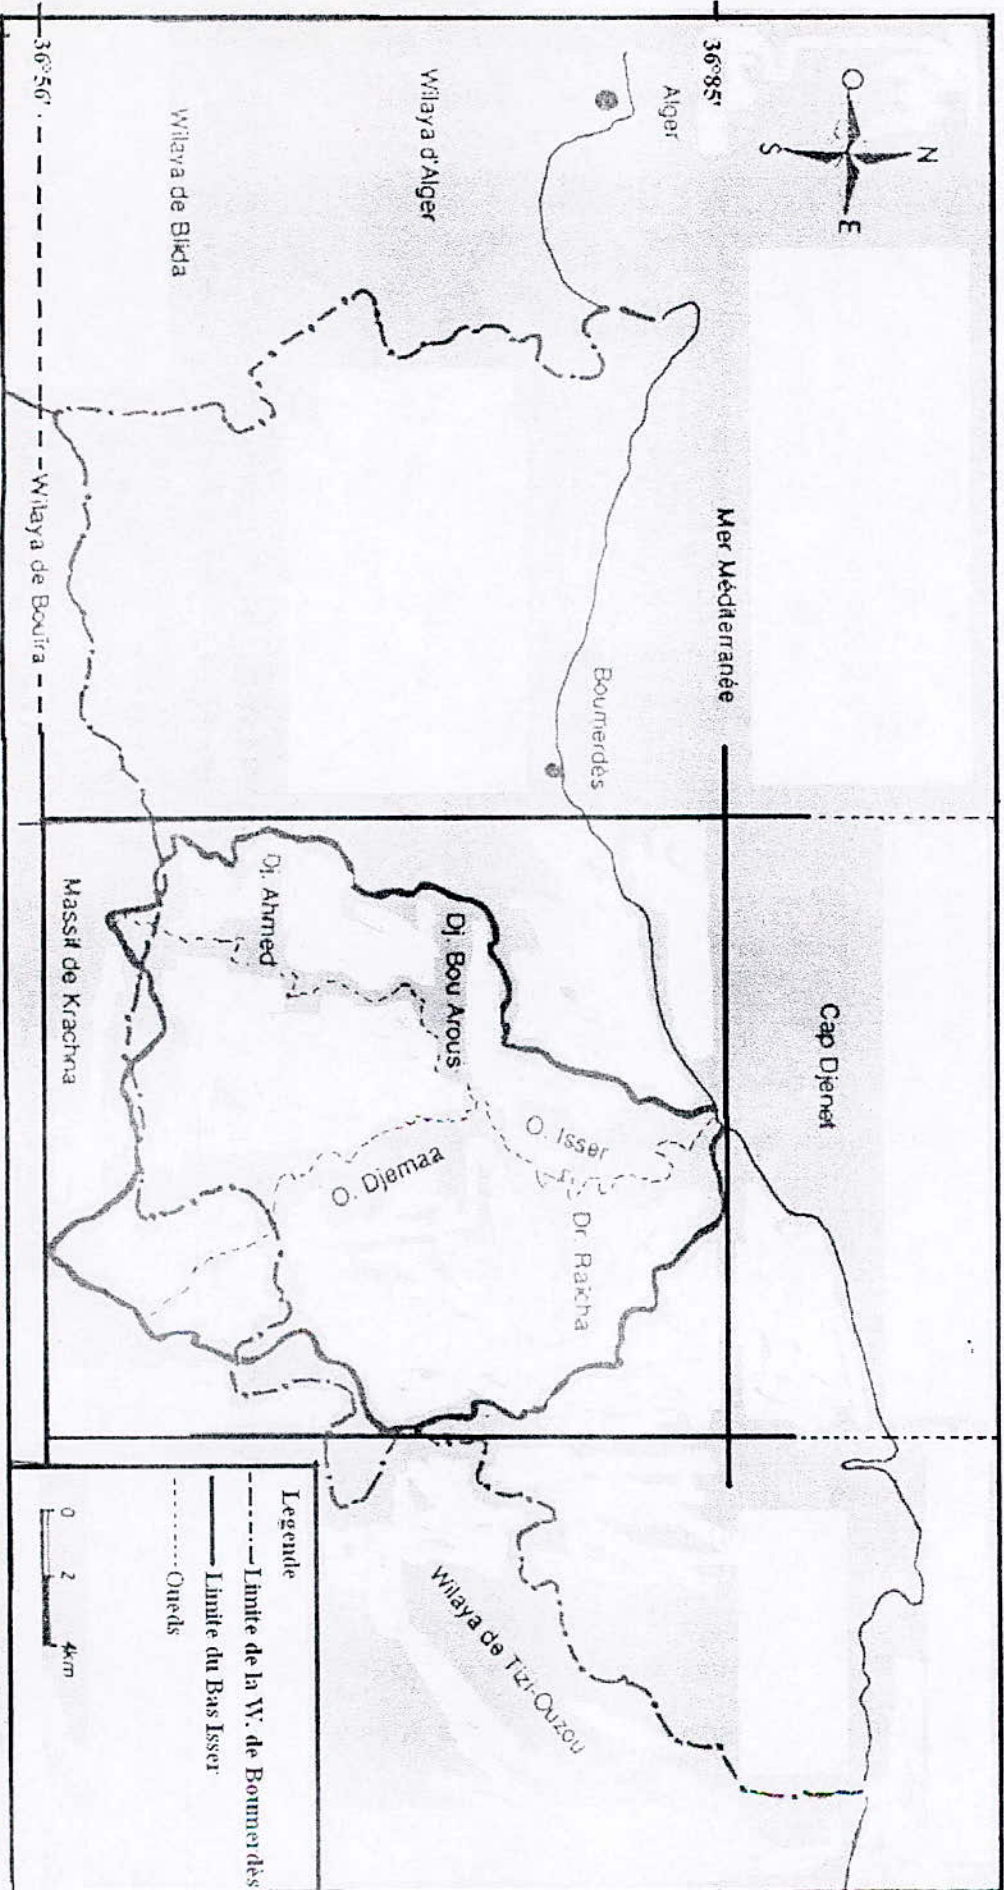 N
O
E
S
36°85'
36°56'
Alger
Mer Méditerranée
Cap Djenet
Boumerdès
Wilaya d'Alger
Wilaya de Blida
Wilaya de Bouïra
Dj. Bou Arous
Dj. Ahmed
O. Isser
Dr. Raicha
O. Djemaa
Massif de Krachna
Wilaya de Tizi-Ouzou
Legende
Limite de la W. de Boumerdès
Limite du Bas Isser
Oueds
0 2 4km